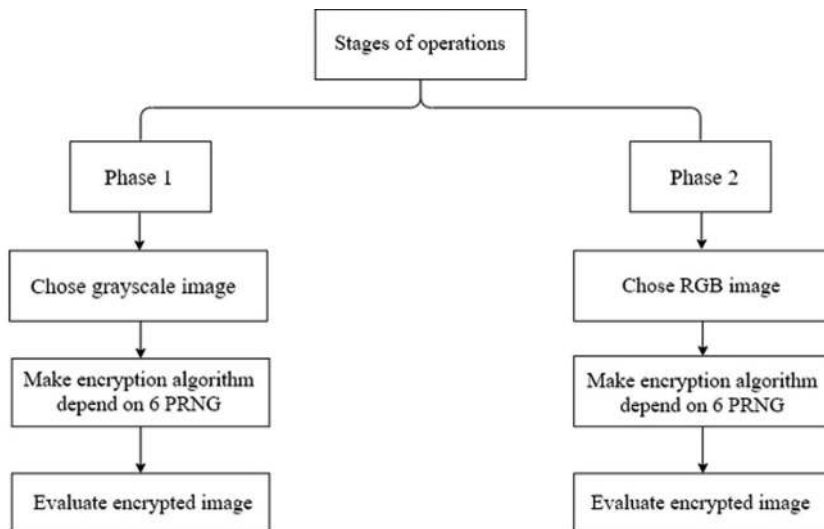 Stages of operations
Phase 1
Phase 2
Chose grayscale image
Chose RGB image
Make encryption algorithm
depend on 6 PRNG
Make encryption algorithm
depend on 6 PRNG
Evaluate encrypted image
Evaluate encrypted image